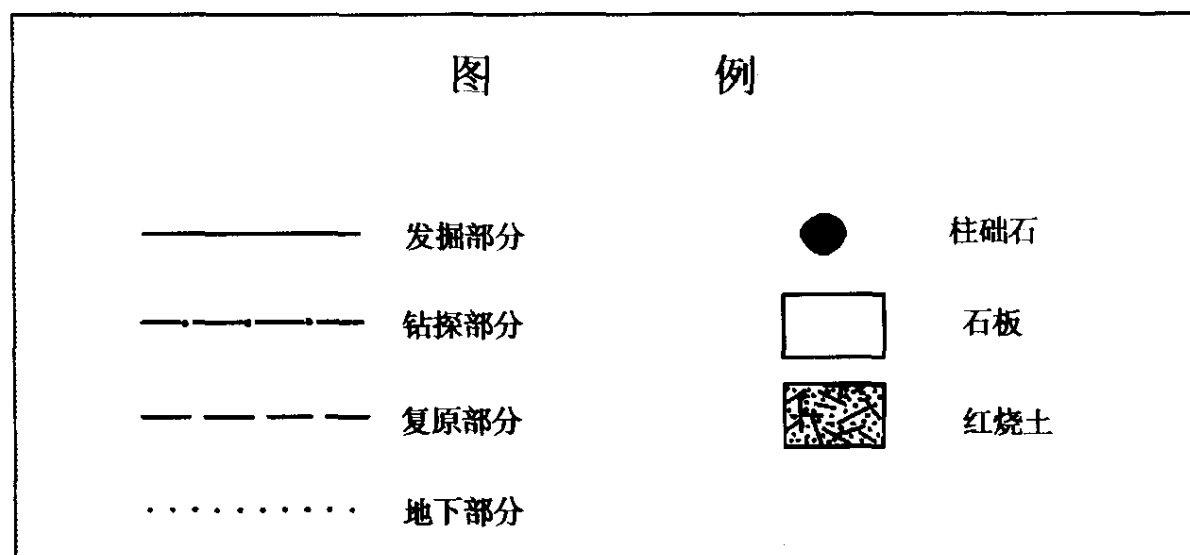 图 例
发掘部分
柱础石
钻探部分
石板
复原部分
红烧土
地下部分